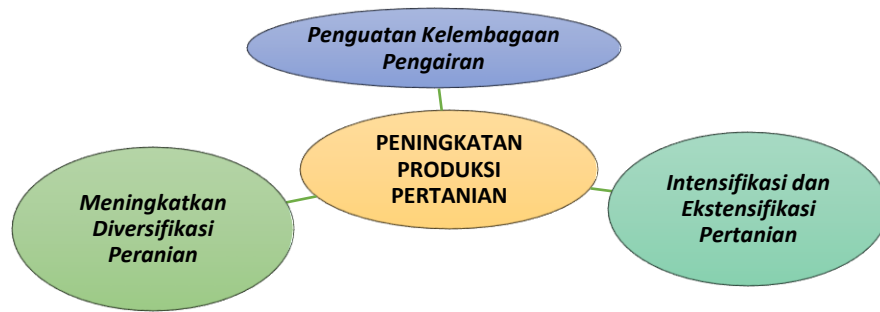 Penguatan Kelembagaan
Pengairan
PENINGKATAN
PRODUKSI
PERTANIAN
Meningkatkan
Diversifikasi
Peranian
Intensifikasi dan
Ekstensifikasi
Pertanian